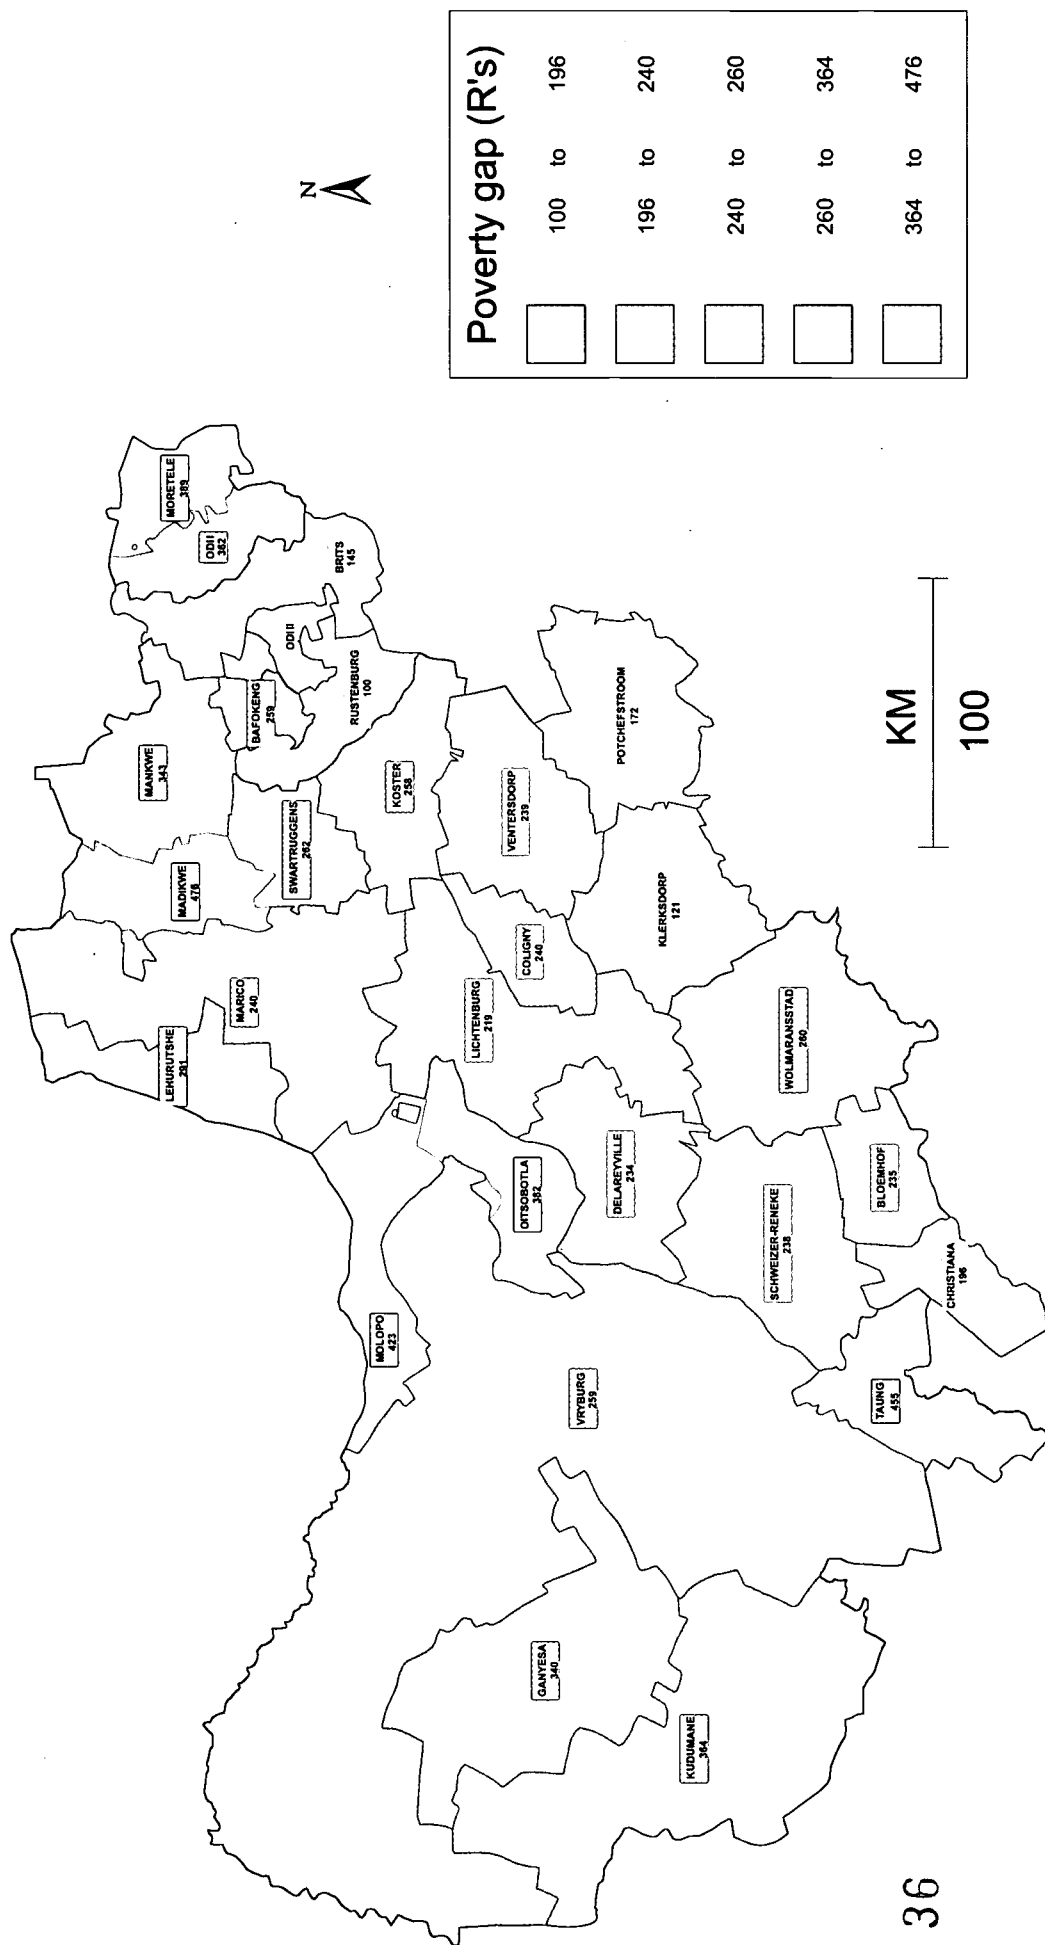 N
Poverty gap (R's)
100 to 196
196 to 240
240 to 260
260 to 364
364 to 476
MORETELE
389
ODI I
362
BRITS
145
ODI II
BAFOKENG
259
RUSTENBURG
100
MANKWE
343
MADIKWE
476
SWARTRUGGENS
262
KOSTER
258
VENTERSDORP
239
POTCHEFSTROOM
172
KLERKSDORP
121
COLIGNY
240
LICHTENBURG
219
MARICO
240
LEHURUTSHE
291
WOLMARANSSTAD
260
DITSOBOTLA
382
DELAREYVILLE
234
SCHWEIZER-RENEKE
238
BLOEMHOF
235
CHRISTIANA
196
MOLOPO
423
VRYBURG
259
TAUNG
455
GANYESA
340
KUDUMANE
364
KM
100
36